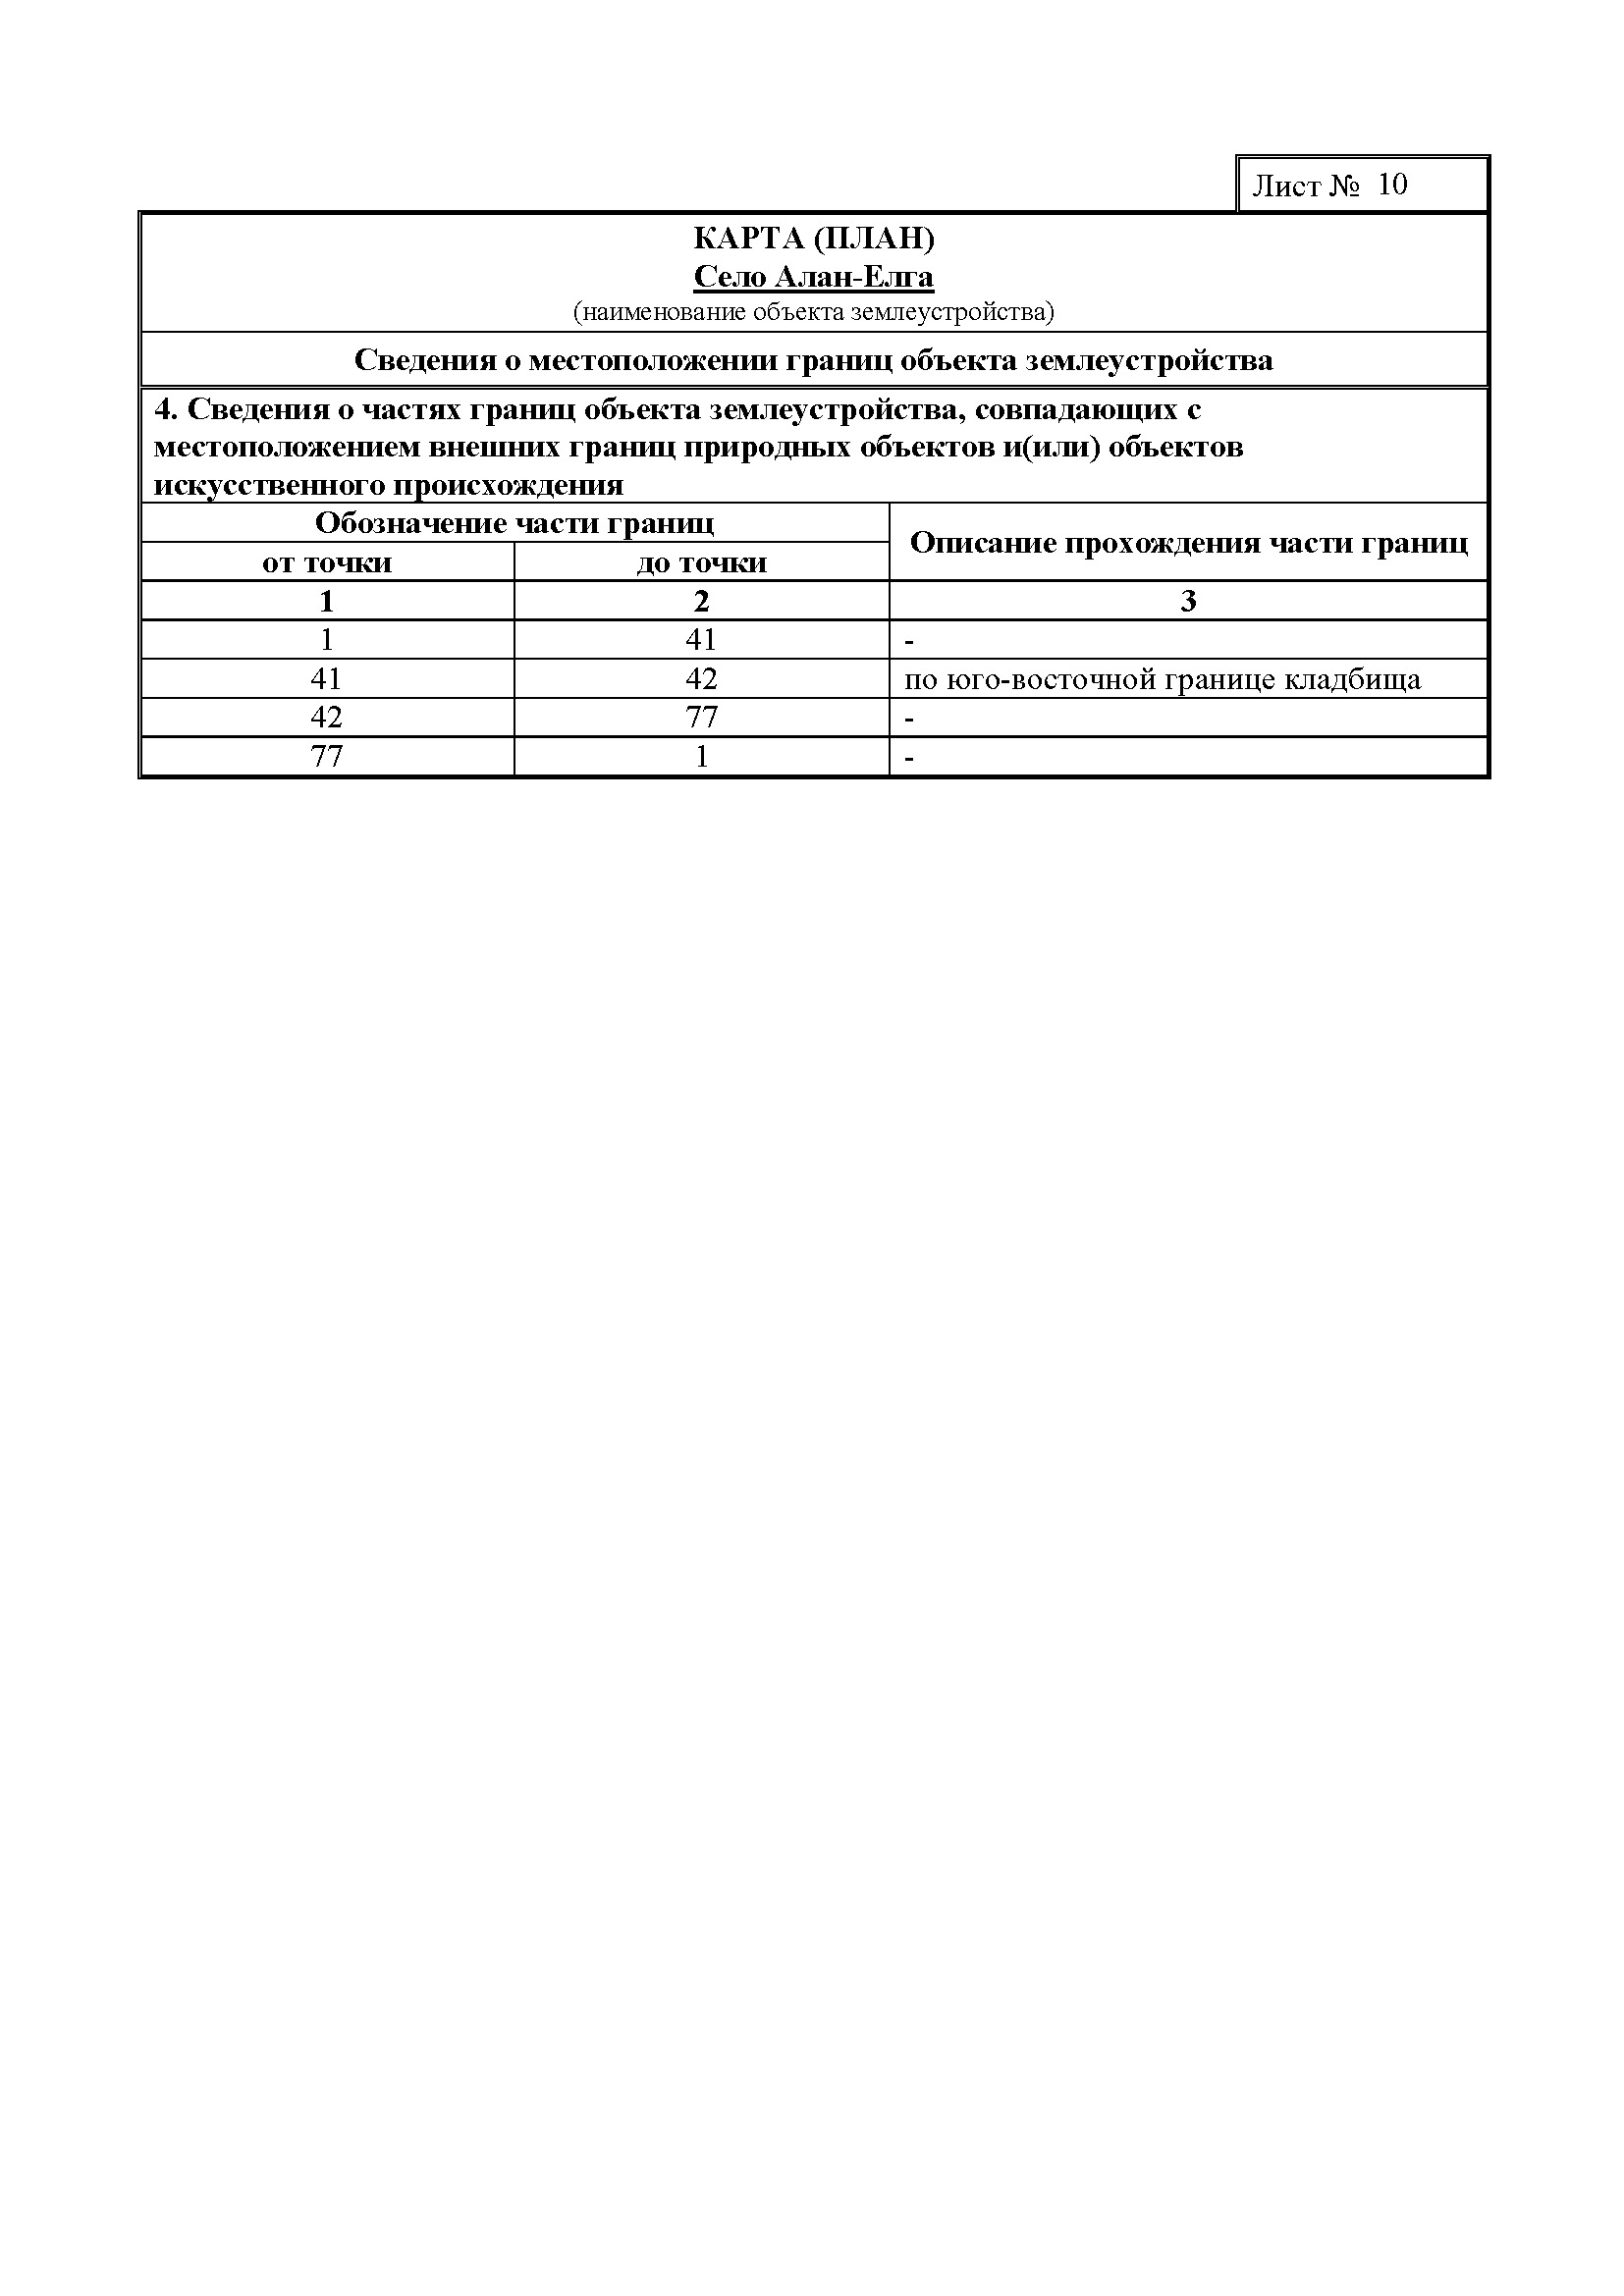 Лист № 10
КАРТА (ПЛАН)
Село Алан-Елга
(наименование объекта землеустройства)
Сведения о местоположении границ объекта землеустройства
4. Сведения о частях границ объекта землеустройства, совпадающих с
местоположением внешних границ природных объектов и(или) объектов
искусственного происхождения
Обозначение части границ
Описание прохождения части границ
от точки до точки
1 2 3
1 41 -
41 42 по юго-восточной границе кладбища
42 77 -
77 1 -